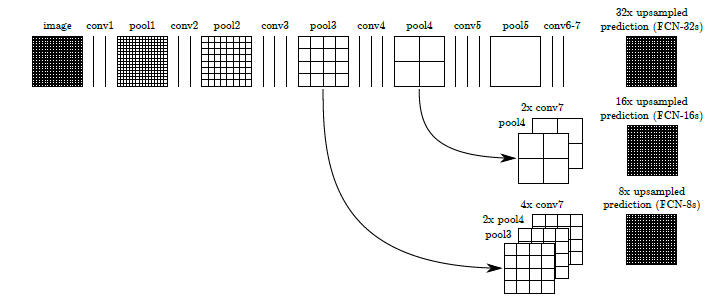 image conv1 pool1 conv2 pool2 conv3 pool3 conv4 pool4 conv5 pool5 conv6-7
32x upsampled
prediction (FCN-32s)
2x conv7
pool4
16x upsampled
prediction (FCN-16s)
4x conv7
2x pool4
pool3
8x upsampled
prediction (FCN-8s)